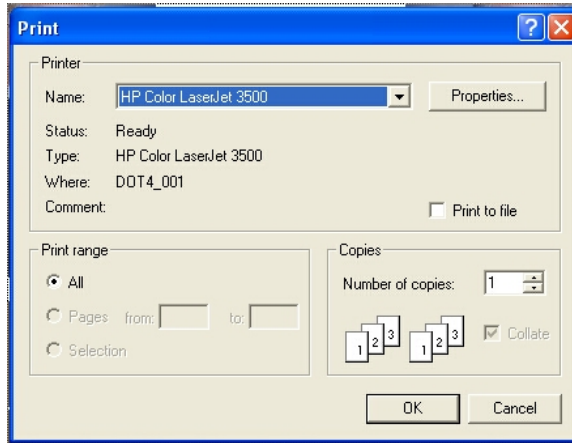 Print
Printer
Name: HP Color LaserJet 3500 Properties...
Status: Ready
Type: HP Color LaserJet 3500
Where: DOT4_001
Comment: Print to file
Print range
All
Pages from: to:
Selection
Copies
Number of copies: 1
1 2 3 1 2 3 Collate
OK Cancel